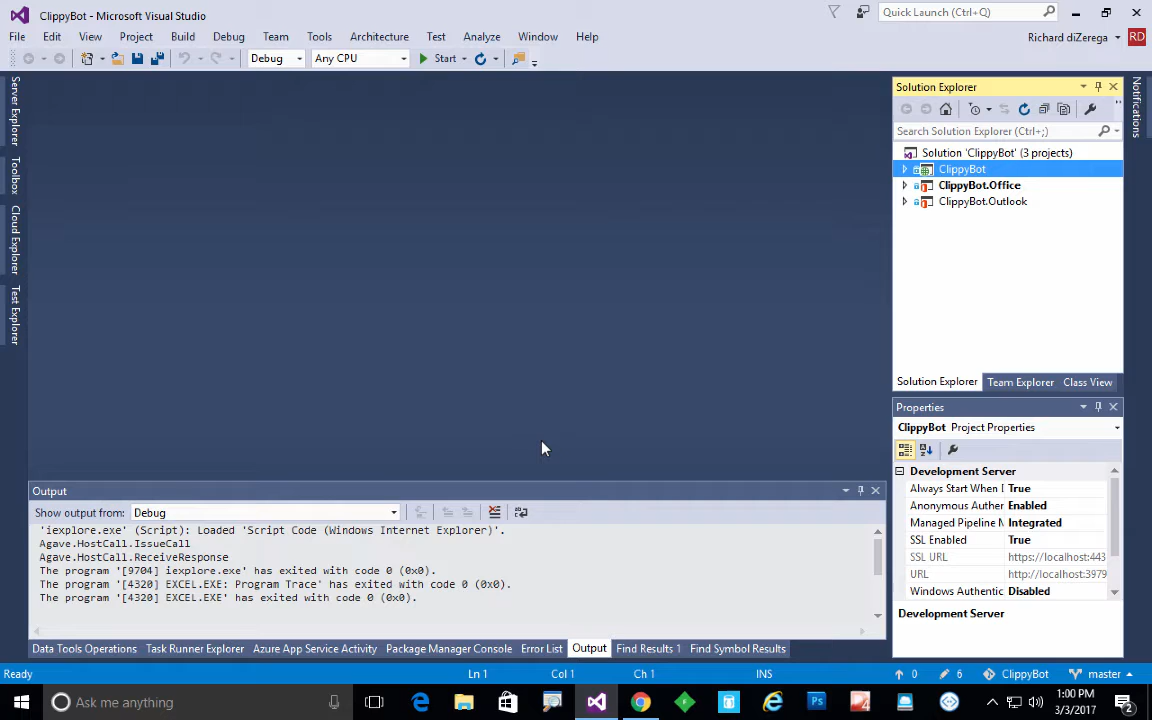 ClippyBot - Microsoft Visual Studio
Quick Launch (Ctrl+Q)
File Edit View Project Build Debug Team Tools Architecture Test Analyze Window Help
Richard diZerega RD
Debug Any CPU Start
Server Explorer
Toolbox
Cloud Explorer
Test Explorer
Solution Explorer
Search Solution Explorer (Ctrl+;)
Solution 'ClippyBot' (3 projects)
ClippyBot
ClippyBot.Office
ClippyBot.Outlook
Solution Explorer Team Explorer Class View
Notifications
Properties
ClippyBot Project Properties
Development Server
Always Start When D True
Anonymous Auther Enabled
Managed Pipeline M Integrated
SSL Enabled True
SSL URL https://localhost:443
URL http://localhost:3979
Windows Authentic Disabled
Development Server
Output
Show output from: Debug
'iexplore.exe' (Script): Loaded 'Script Code (Windows Internet Explorer)'.
Agave.HostCall.IssueCall
Agave.HostCall.ReceiveResponse
The program '[9704] iexplore.exe' has exited with code 0 (0x0).
The program '[4320] EXCEL.EXE: Program Trace' has exited with code 0 (0x0).
The program '[4320] EXCEL.EXE' has exited with code 0 (0x0).
Data Tools Operations Task Runner Explorer Azure App Service Activity Package Manager Console Error List Output Find Results 1 Find Symbol Results
Ready Ln 1 Col 1 Ch 1 INS 0 6 ClippyBot master
Ask me anything
1:00 PM
3/3/2017
2